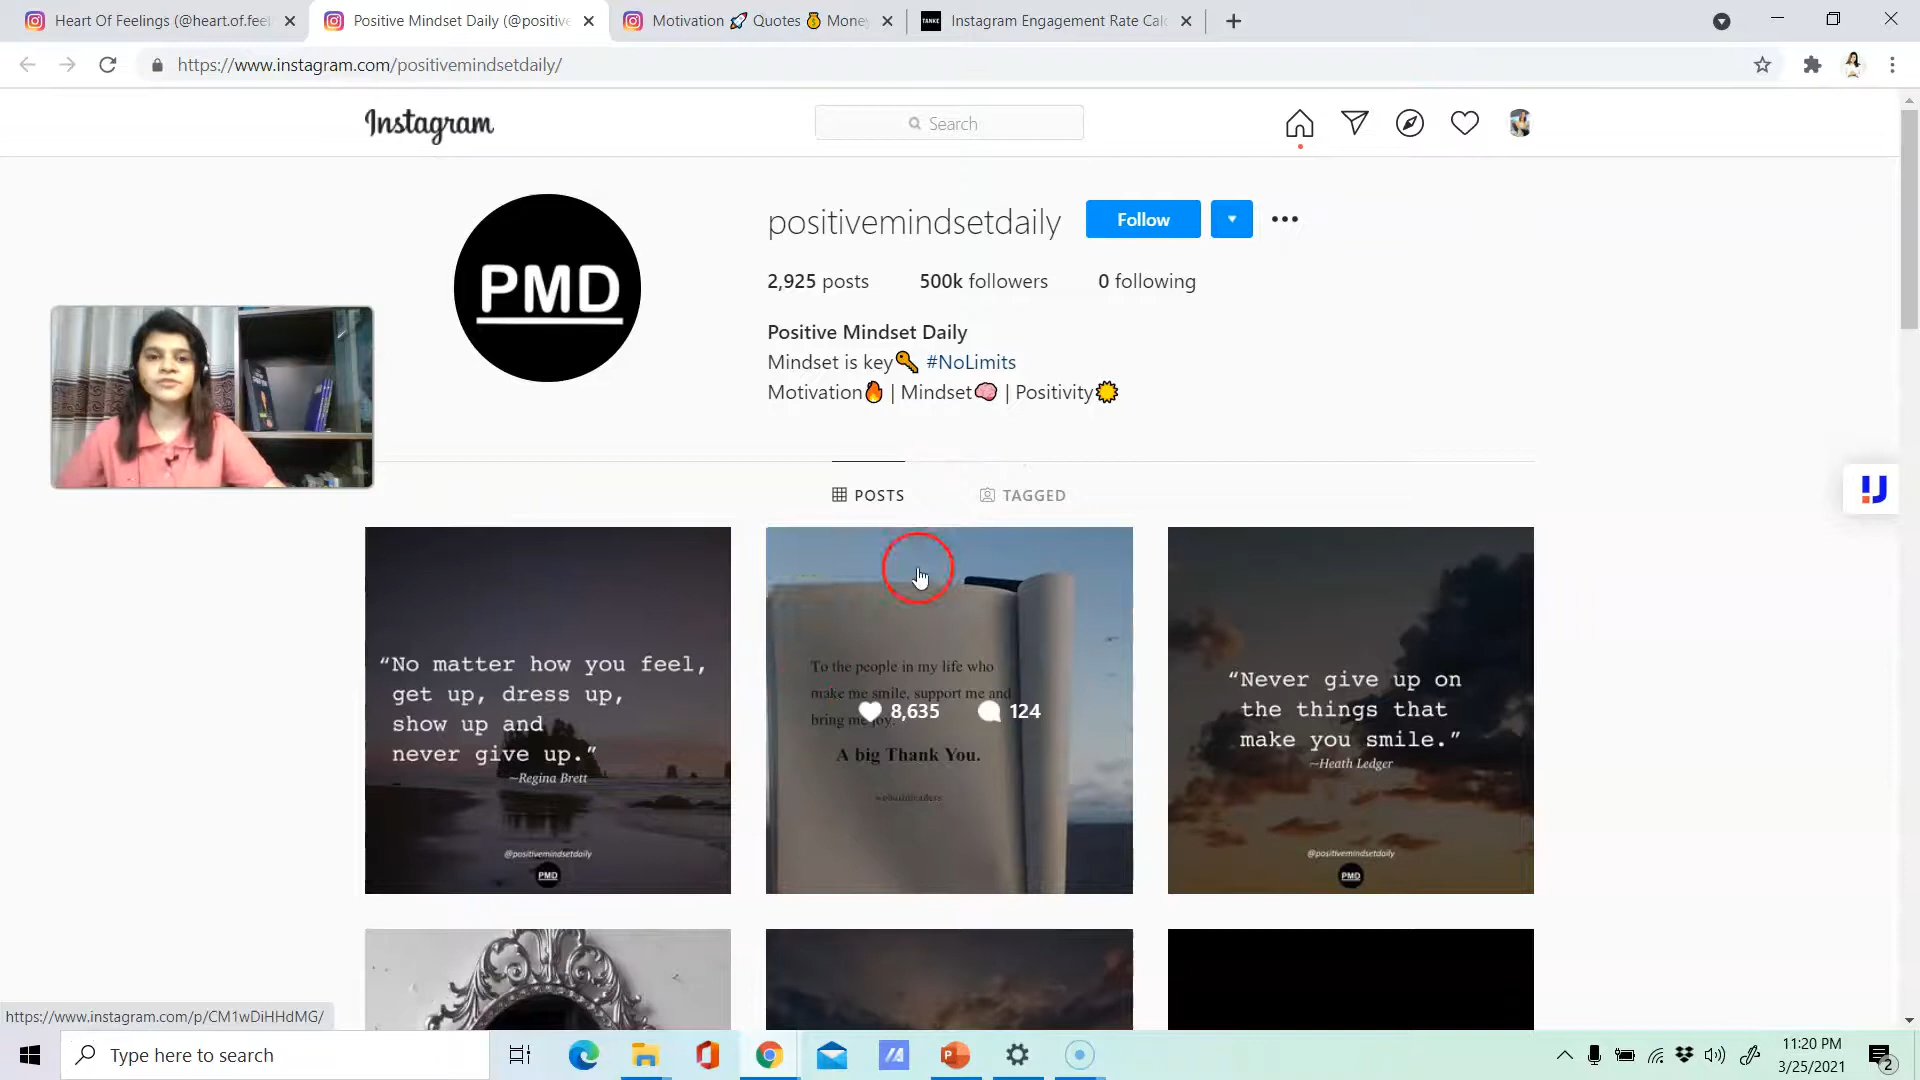 Heart Of Feelings (@heart.of.feel
Positive Mindset Daily (@positive
Motivation 🚀 Quotes 💰 Money
TANKE Instagram Engagement Rate Calc
https://www.instagram.com/positivemindsetdaily/
Instagram
Search
positivemindsetdaily
Follow
2,925 posts 500k followers 0 following
Positive Mindset Daily
Mindset is key🔑 #NoLimits
Motivation🔥 | Mindset🧠 | Positivity☀️
PMD
POSTS
TAGGED
“No matter how you feel,
get up, dress up,
show up and
never give up.”
~Regina Brett
@positivemindsetdaily
PMD
To the people in my life who
make me smile, support me and
bring me joy.
8,635 124
A big Thank You.
“Never give up on
the things that
make you smile.”
~Heath Ledger
@positivemindsetdaily
PMD
https://www.instagram.com/p/CM1wDiHHdMG/
Type here to search
11:20 PM
3/25/2021
2